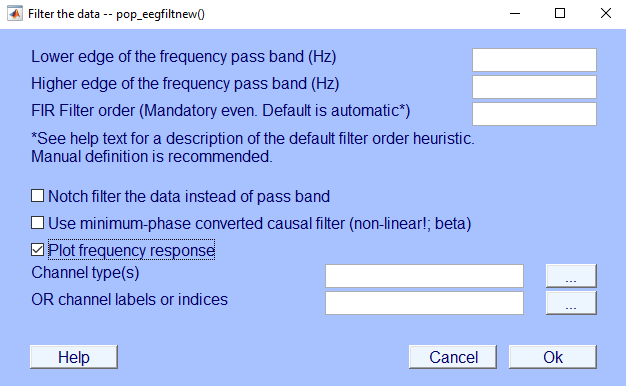 Filter the data -- pop_eegfiltnew()
Lower edge of the frequency pass band (Hz)
Higher edge of the frequency pass band (Hz)
FIR Filter order (Mandatory even. Default is automatic*)
*See help text for a description of the default filter order heuristic.
Manual definition is recommended.
Notch filter the data instead of pass band
Use minimum-phase converted causal filter (non-linear!; beta)
Plot frequency response
Channel type(s) ...
OR channel labels or indices ...
Help Cancel Ok